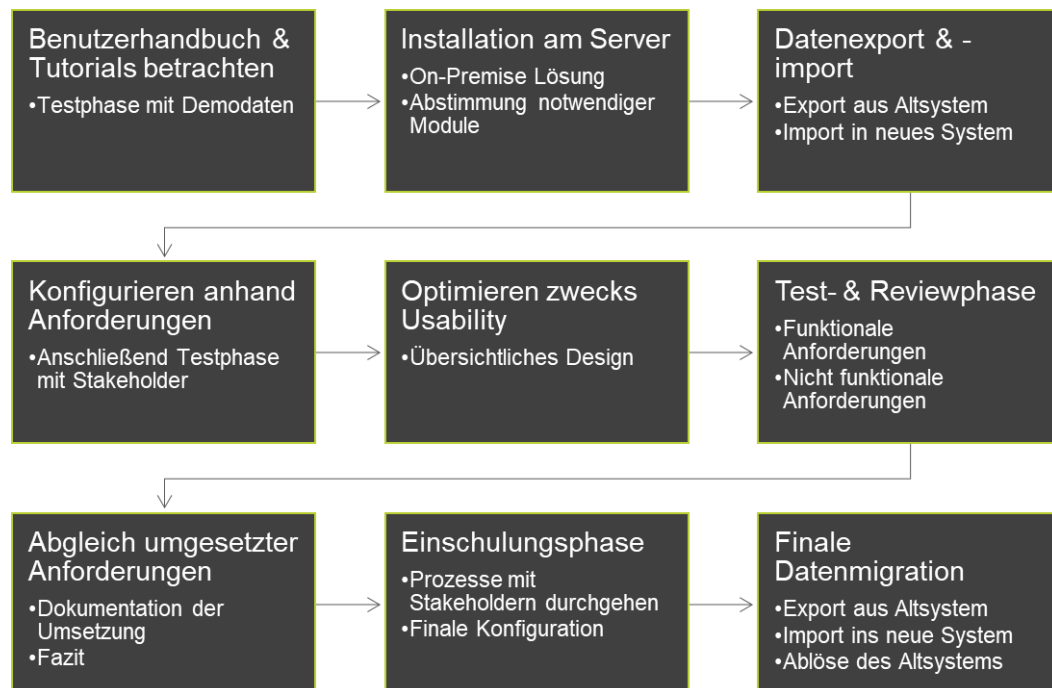 Benutzerhandbuch &
Tutorials betrachten
•Testphase mit Demodaten
Installation am Server
•On-Premise Lösung
•Abstimmung notwendiger
Module
Datenexport & -
import
•Export aus Altsystem
•Import in neues System
Konfigurieren anhand
Anforderungen
•Anschließend Testphase
mit Stakeholder
Optimieren zwecks
Usability
•Übersichtliches Design
Test- & Reviewphase
•Funktionale
Anforderungen
•Nicht funktionale
Anforderungen
Abgleich umgesetzter
Anforderungen
•Dokumentation der
Umsetzung
•Fazit
Einschulungsphase
•Prozesse mit
Stakeholdern durchgehen
•Finale Konfiguration
Finale
Datenmigration
•Export aus Altsystem
•Import ins neue System
•Ablöse des Altsystems